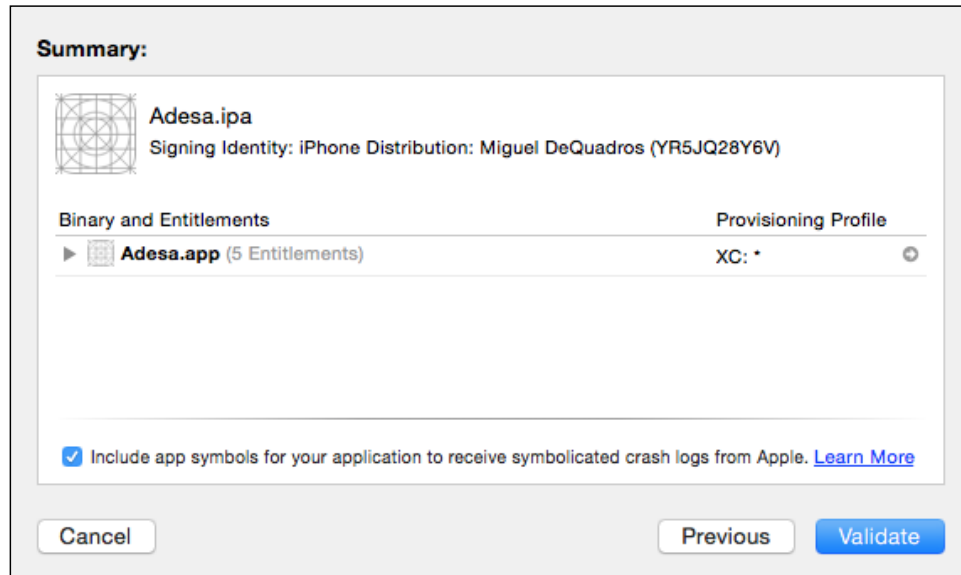 Summary:
Adesa.ipa
Signing Identity: iPhone Distribution: Miguel DeQuadros (YR5JQ28Y6V)
Binary and Entitlements Provisioning Profile
Adesa.app (5 Entitlements) XC: *
Include app symbols for your application to receive symbolicated crash logs from Apple. Learn More
Cancel Previous Validate